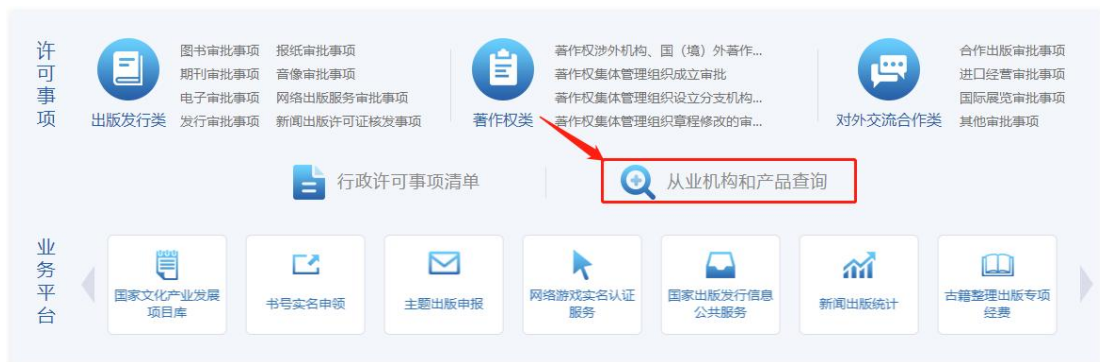 许可事项
出版发行类
图书审批事项 报纸审批事项
期刊审批事项 音像审批事项
电子审批事项 网络出版服务审批事项
发行审批事项 新闻出版许可证核发事项
著作权类
著作权涉外机构、国（境）外著作...
著作权集体管理组织成立审批
著作权集体管理组织设立分支机构...
著作权集体管理组织章程修改的审...
对外交流合作类
合作出版审批事项
进口经营审批事项
国际展览审批事项
其他审批事项
行政许可事项清单
从业机构和产品查询
业务平台
国家文化产业发展
项目库
书号实名申领
主题出版申报
网络游戏实名认证
服务
国家出版发行信息
公共服务
新闻出版统计
古籍整理出版专项
经费